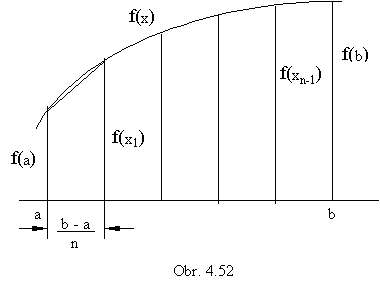 f(x)
f(b)
f(xn-1)
f(x1)
f(a)
a
b
b - a
n
Obr. 4.52